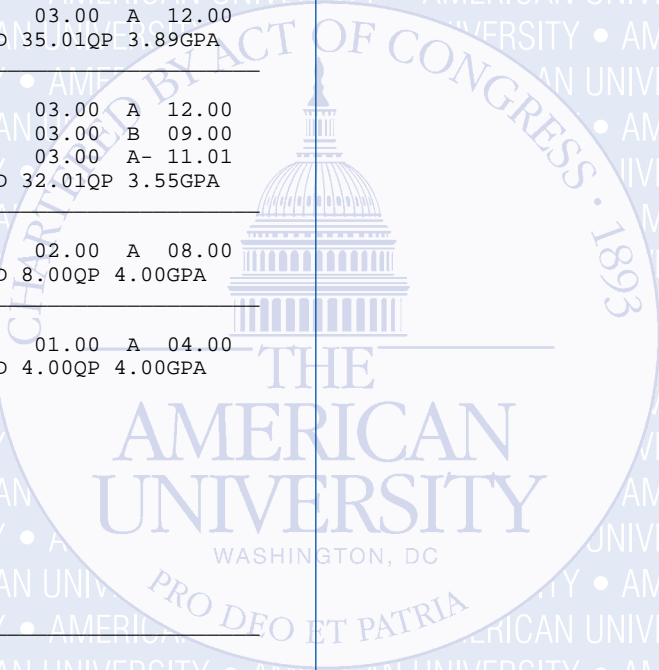 03.00 A 12.00
D 35.01QP 3.89GPA
03.00 A 12.00
03.00 B 09.00
03.00 A- 11.01
D 32.01QP 3.55GPA
02.00 A 08.00
D 8.00QP 4.00GPA
01.00 A 04.00
D 4.00QP 4.00GPA
CHARTERED BY ACT OF CONGRESS · 1893
THE
AMERICAN
UNIVERSITY
WASHINGTON, DC
PRO DEO ET PATRIA